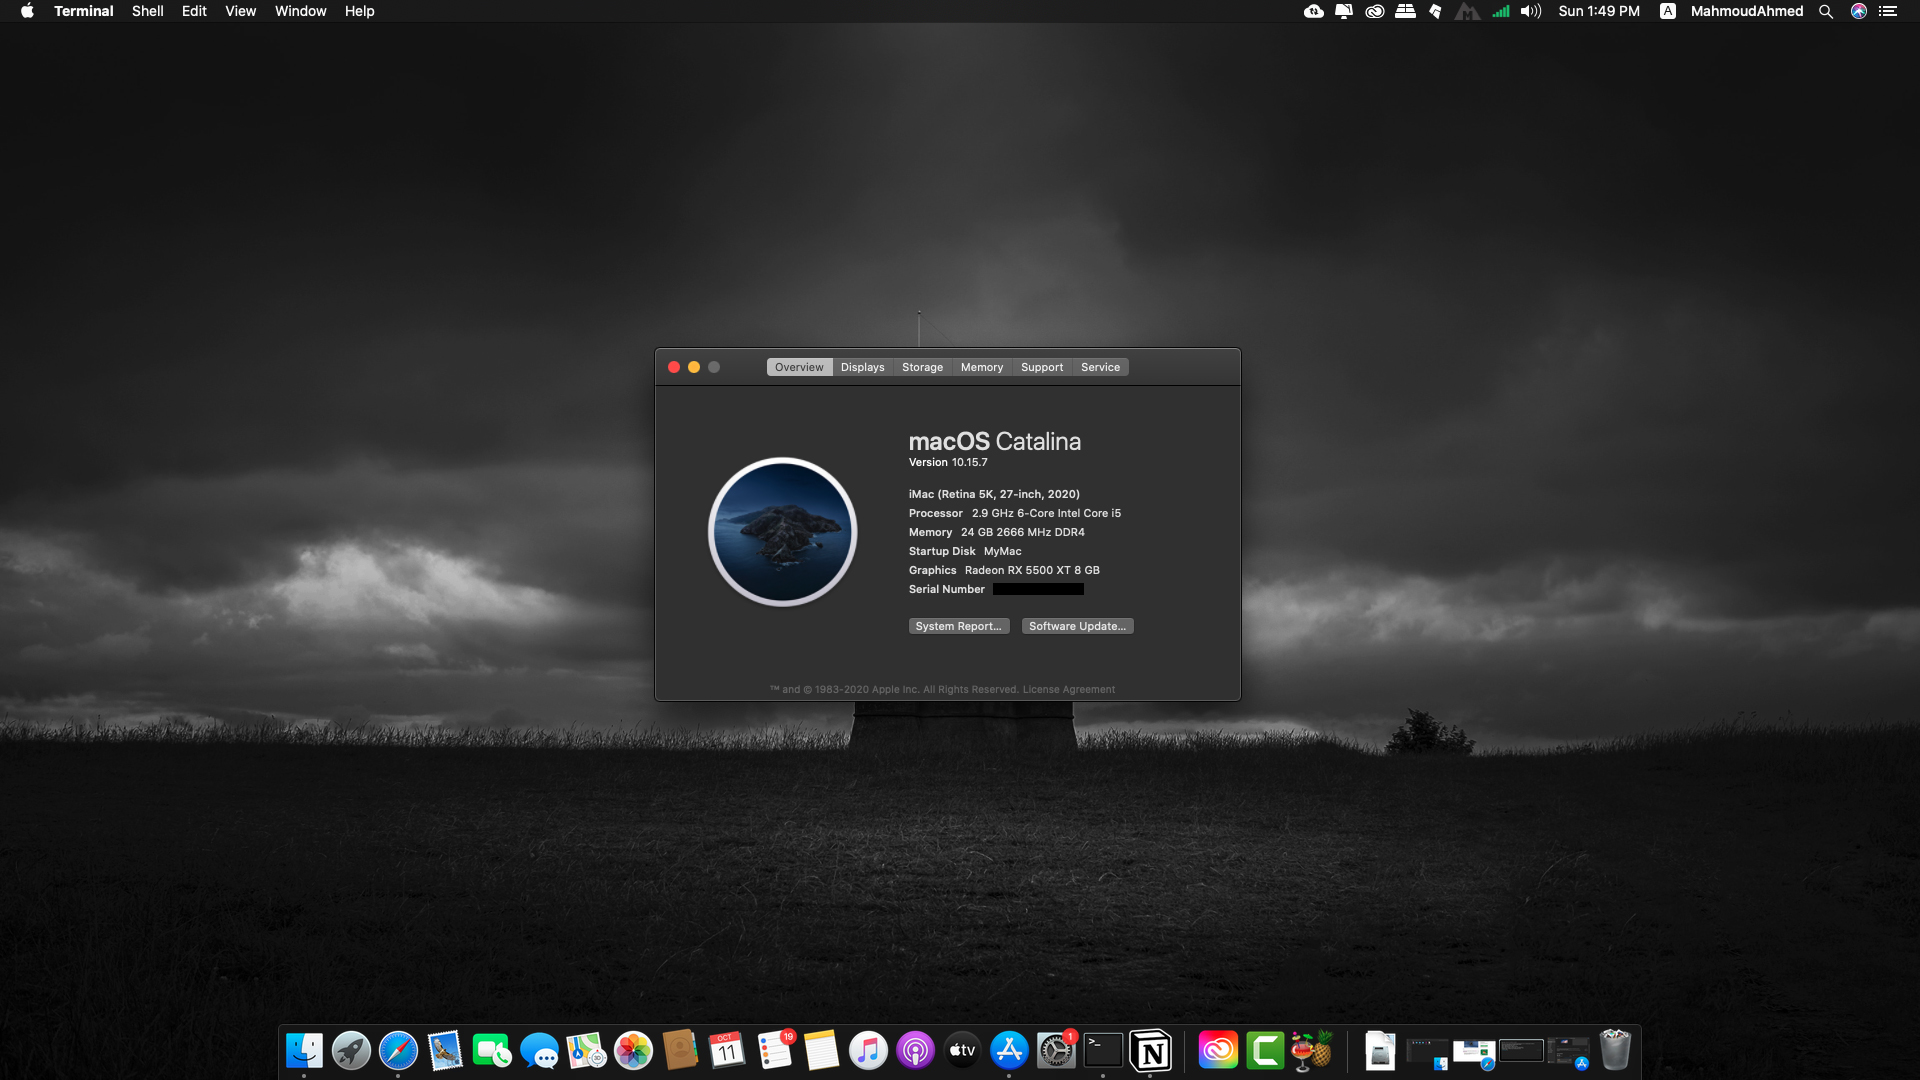 Terminal Shell Edit View Window Help
Sun 1:49 PM A MahmoudAhmed
Overview Displays Storage Memory Support Service
macOS Catalina
Version 10.15.7
iMac (Retina 5K, 27-inch, 2020)
Processor 2.9 GHz 6-Core Intel Core i5
Memory 24 GB 2666 MHz DDR4
Startup Disk MyMac
Graphics Radeon RX 5500 XT 8 GB
Serial Number
System Report... Software Update...
™ and © 1983-2020 Apple Inc. All Rights Reserved. License Agreement
OCT
11
19
tv
1
>_
N
3D